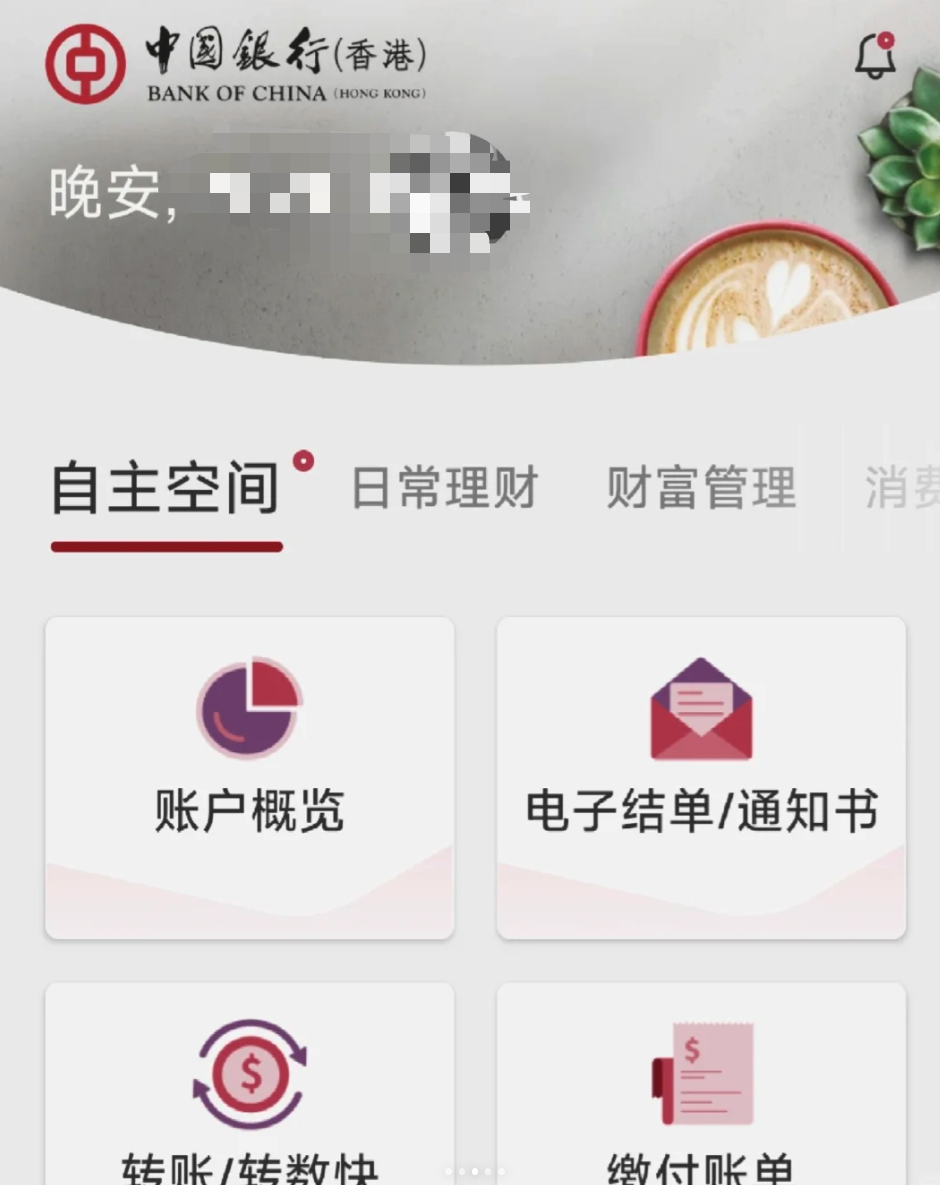 中國銀行(香港)
BANK OF CHINA (HONG KONG)
晚安,
自主空间 日常理财 财富管理 消费
账户概览 电子结单/通知书
$ $
转账/转数快 缴付账单